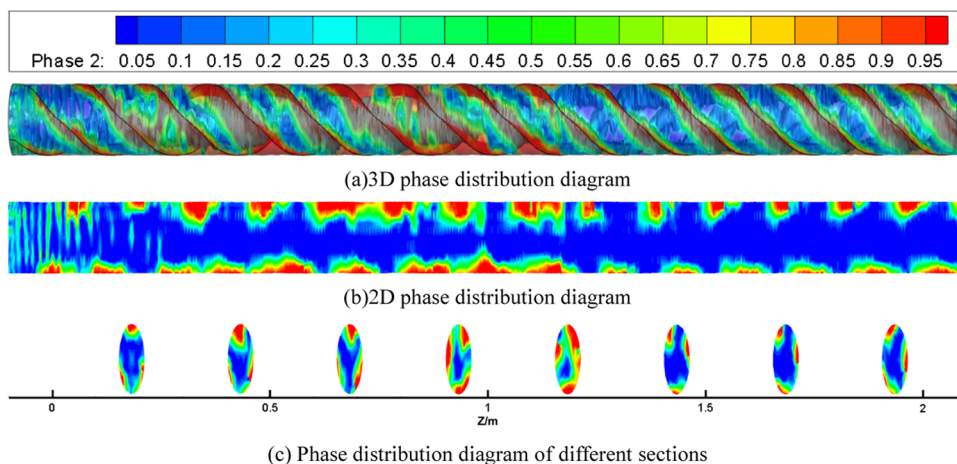 Phase 2: 0.05 0.1 0.15 0.2 0.25 0.3 0.35 0.4 0.45 0.5 0.55 0.6 0.65 0.7 0.75 0.8 0.85 0.9 0.95
(a)3D phase distribution diagram
(b)2D phase distribution diagram
0 0.5 1 1.5 2
Z/m
(c) Phase distribution diagram of different sections